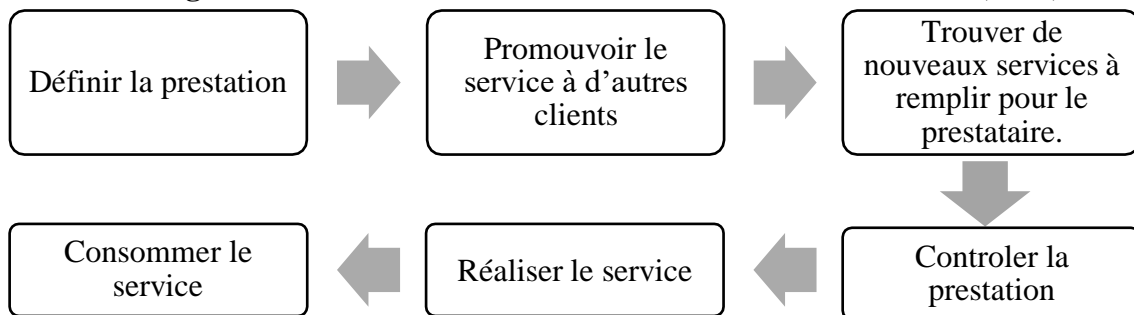 Définir la prestation
Promouvoir le
service à d'autres
clients
Trouver de
nouveaux services à
remplir pour le
prestataire.
Controler la
prestation
Réaliser le service
Consommer le
service